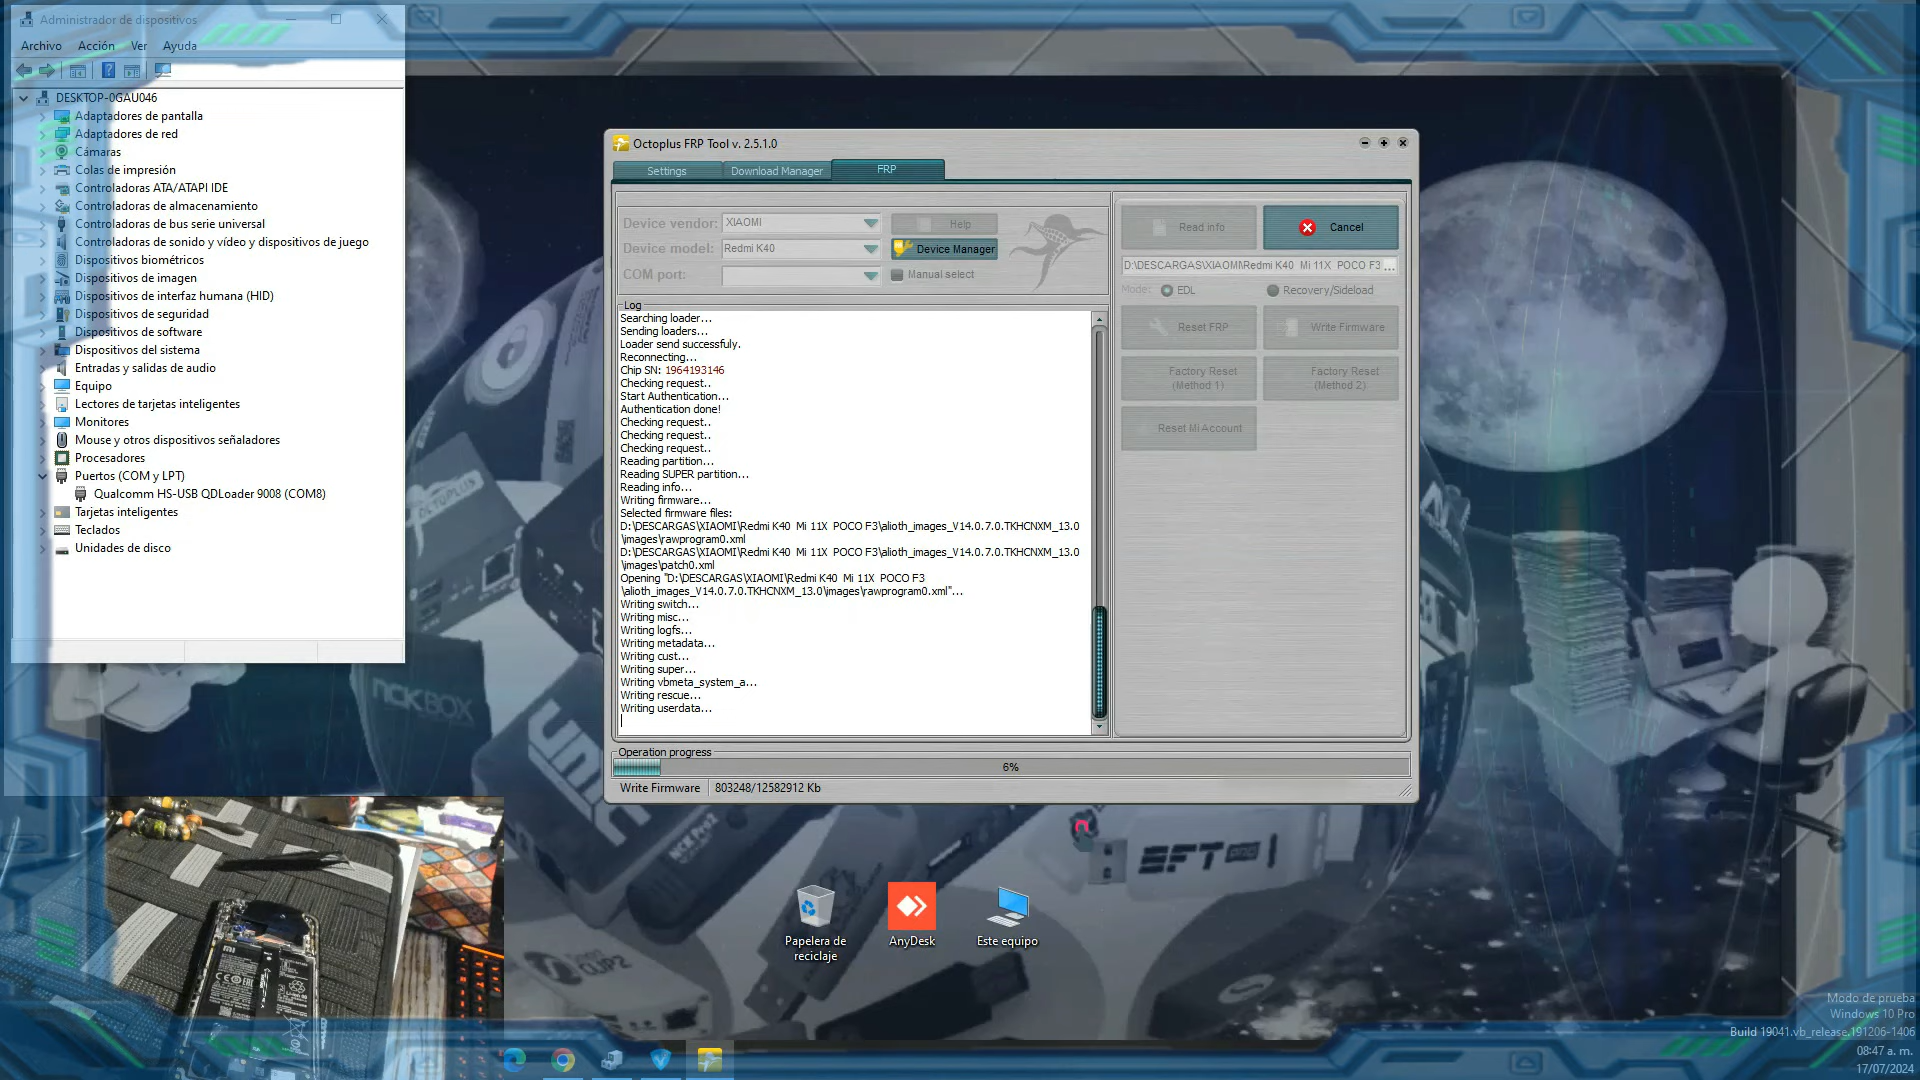 Administrador de dispositivos
Archivo Acción Ver Ayuda
DESKTOP-0GAU046
Adaptadores de pantalla
Adaptadores de red
Cámaras
Colas de impresión
Controladoras ATA/ATAPI IDE
Controladoras de almacenamiento
Controladoras de bus serie universal
Controladoras de sonido y vídeo y dispositivos de juego
Dispositivos biométricos
Dispositivos de imagen
Dispositivos de interfaz humana (HID)
Dispositivos de seguridad
Dispositivos de software
Dispositivos del sistema
Entradas y salidas de audio
Equipo
Lectores de tarjetas inteligentes
Monitores
Mouse y otros dispositivos señaladores
Procesadores
Puertos (COM y LPT)
Qualcomm HS-USB QDLoader 9008 (COM8)
Tarjetas inteligentes
Teclados
Unidades de disco
Octoplus FRP Tool v. 2.5.1.0
Settings Download Manager FRP
Device vendor: XIAOMI Help
Device model: Redmi K40 Device Manager
COM port: Manual select
Log
Searching loader...
Sending loaders...
Loader send successfuly.
Reconnecting...
Chip SN: 1964193146
Checking request..
Start Authentication...
Authentication done!
Checking request..
Checking request..
Checking request..
Reading partition...
Reading SUPER partition...
Reading info...
Writing firmware...
Selected firmware files:
D:\DESCARGAS\XIAOMI\Redmi K40 Mi 11X POCO F3\alioth_images_V14.0.7.0.TKHCNXM_13.0
\images\rawprogram0.xml
D:\DESCARGAS\XIAOMI\Redmi K40 Mi 11X POCO F3\alioth_images_V14.0.7.0.TKHCNXM_13.0
\images\patch0.xml
Opening "D:\DESCARGAS\XIAOMI\Redmi K40 Mi 11X POCO F3
\alioth_images_V14.0.7.0.TKHCNXM_13.0\images\rawprogram0.xml"...
Writing switch...
Writing misc...
Writing logfs...
Writing metadata...
Writing cust...
Writing super...
Writing vbmeta_system_a...
Writing rescue...
Writing userdata...
Read info Cancel
D:\DESCARGAS\XIAOMI\Redmi K40 Mi 11X POCO F3 ...
Mode: EDL Recovery/Sideload
Reset FRP Write Firmware
Factory Reset
(Method 1)
Factory Reset
(Method 2)
Reset Mi Account
Operation progress
6%
Write Firmware 803248/12582912 Kb
OCTOPLUS
NCKBOX
UMT
NCK Pro2
EFT
Papelera de
reciclaje
AnyDesk
Este equipo
Modo de prueba
Windows 10 Pro
Build 19041.vb_release.191206-1406
08:47 a. m.
17/07/2024